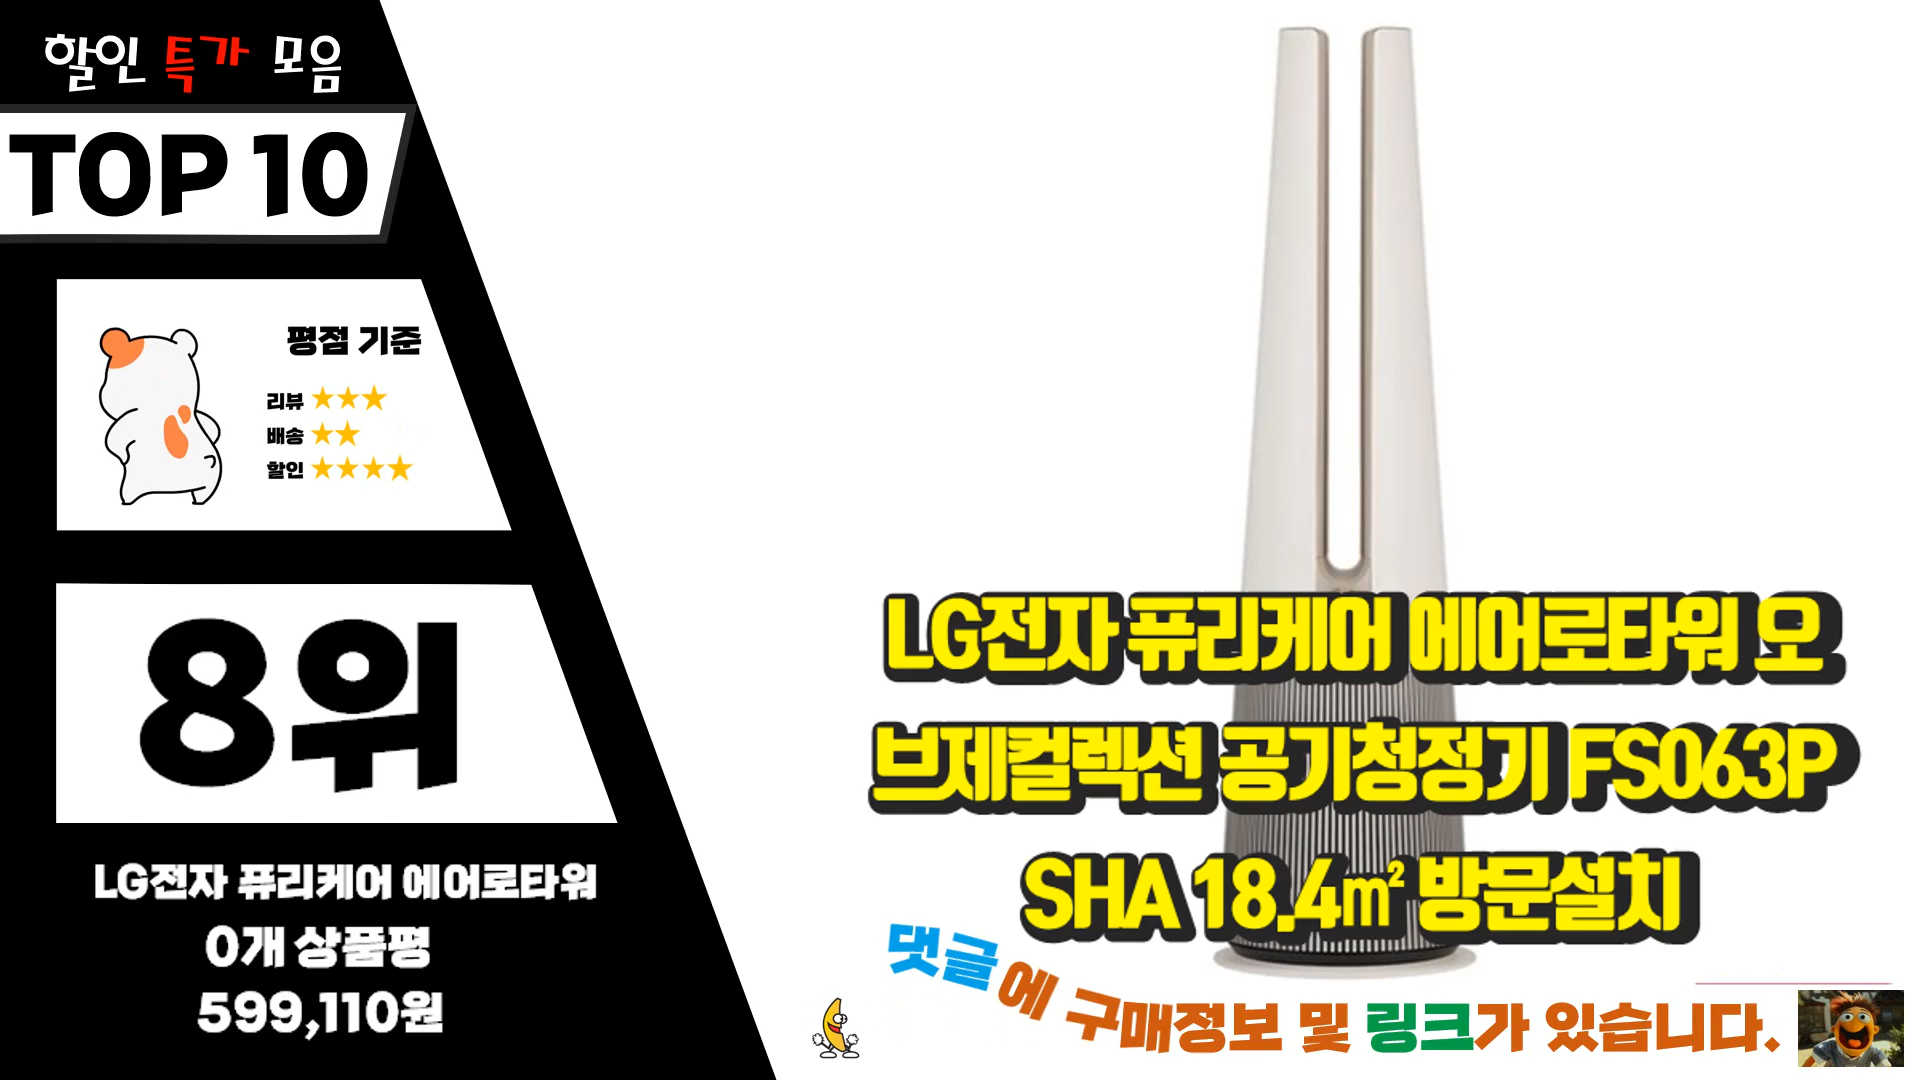 할인 특가 모음
TOP 10
평점 기준
리뷰 ★★★
배송 ★★
할인 ★★★★
8위
LG전자 퓨리케어 에어로타워
0개 상품평
599,110원
LG전자 퓨리케어 에어로타워 오
브제컬렉션 공기청정기 FS063P
SHA 18.4㎡ 방문설치
댓글에 구매정보 및 링크가 있습니다.